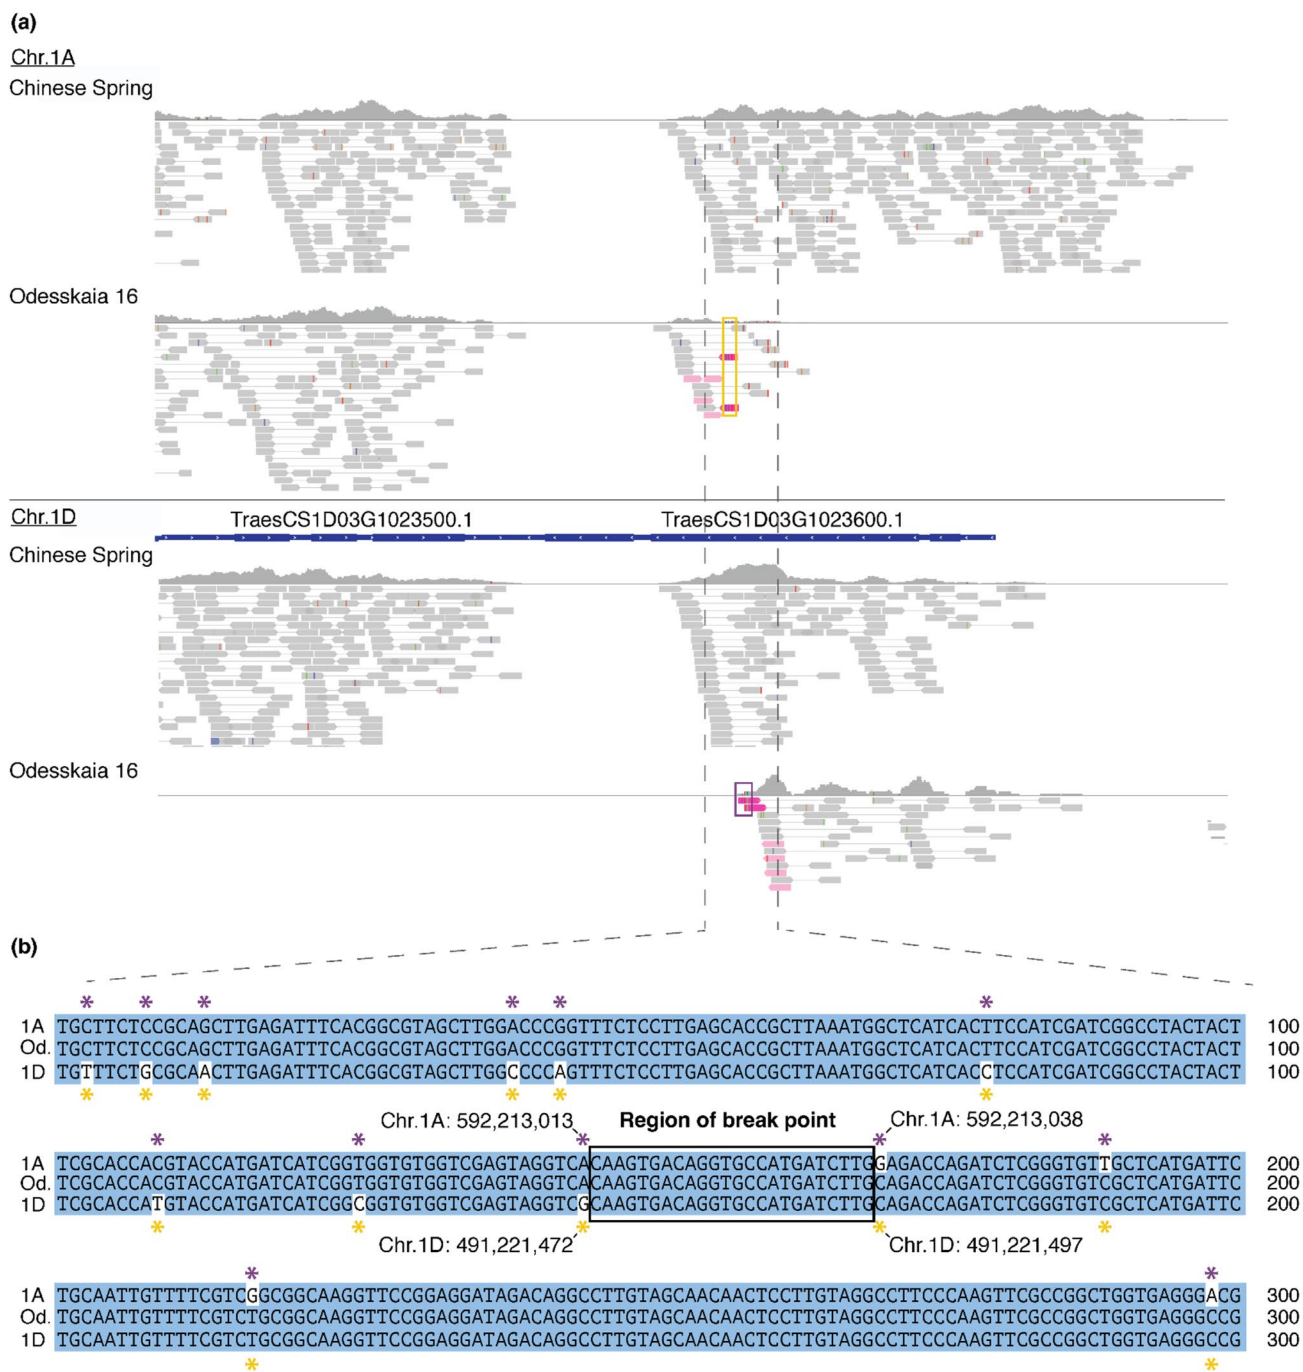 (a)
Chr.1A
Chinese Spring
Odesskaia 16
Chr.1D
TraesCS1D03G1023500.1 TraesCS1D03G1023600.1
Chinese Spring
Odesskaia 16
(b)
* * * * * *
1A TGCTTCTCCGCAGCTTGAGATTTCACGGCGTAGCTTGGACCCGGTTTCTCCTTGAGCACCGCTTAAATGGCTCATCACTTCCATCGATCGGCCTACTACT 100
Od. TGCTTCTCCGCAGCTTGAGATTTCACGGCGTAGCTTGGACCCGGTTTCTCCTTGAGCACCGCTTAAATGGCTCATCACTTCCATCGATCGGCCTACTACT 100
1D TGTTTCTGCGCAACTTGAGATTTCACGGCGTAGCTTGGCCCCAGTTTCTCCTTGAGCACCGCTTAAATGGCTCATCACCTCCATCGATCGGCCTACTACT 100
* * * * * *
Chr.1A: 592,213,013 Region of break point Chr.1A: 592,213,038
* * * * *
1A TCGCACCACGTACCATGATCATCGGTGGTGTGGTCGAGTAGGTCACAAGTGACAGGTGCCATGATCTTGGAGACCAGATCTCGGGTGTTGCTCATGATTC 200
Od. TCGCACCACGTACCATGATCATCGGTGGTGTGGTCGAGTAGGTCACAAGTGACAGGTGCCATGATCTTGCAGACCAGATCTCGGGTGTCGCTCATGATTC 200
1D TCGCACCATGTACCATGATCATCGGCGGTGTGGTCGAGTAGGTCGCAAGTGACAGGTGCCATGATCTTGCAGACCAGATCTCGGGTGTCGCTCATGATTC 200
* * * * *
Chr.1D: 491,221,472 Chr.1D: 491,221,497
* *
1A TGCAATTGTTTTCGTCGGCGGCAAGGTTCCGGAGGATAGACAGGCCTTGTAGCAACAACTCCTTGTAGGCCTTCCCAAGTTCGCCGGCTGGTGAGGGACG 300
Od. TGCAATTGTTTTCGTCTGCGGCAAGGTTCCGGAGGATAGACAGGCCTTGTAGCAACAACTCCTTGTAGGCCTTCCCAAGTTCGCCGGCTGGTGAGGGCCG 300
1D TGCAATTGTTTTCGTCTGCGGCAAGGTTCCGGAGGATAGACAGGCCTTGTAGCAACAACTCCTTGTAGGCCTTCCCAAGTTCGCCGGCTGGTGAGGGCCG 300
* *